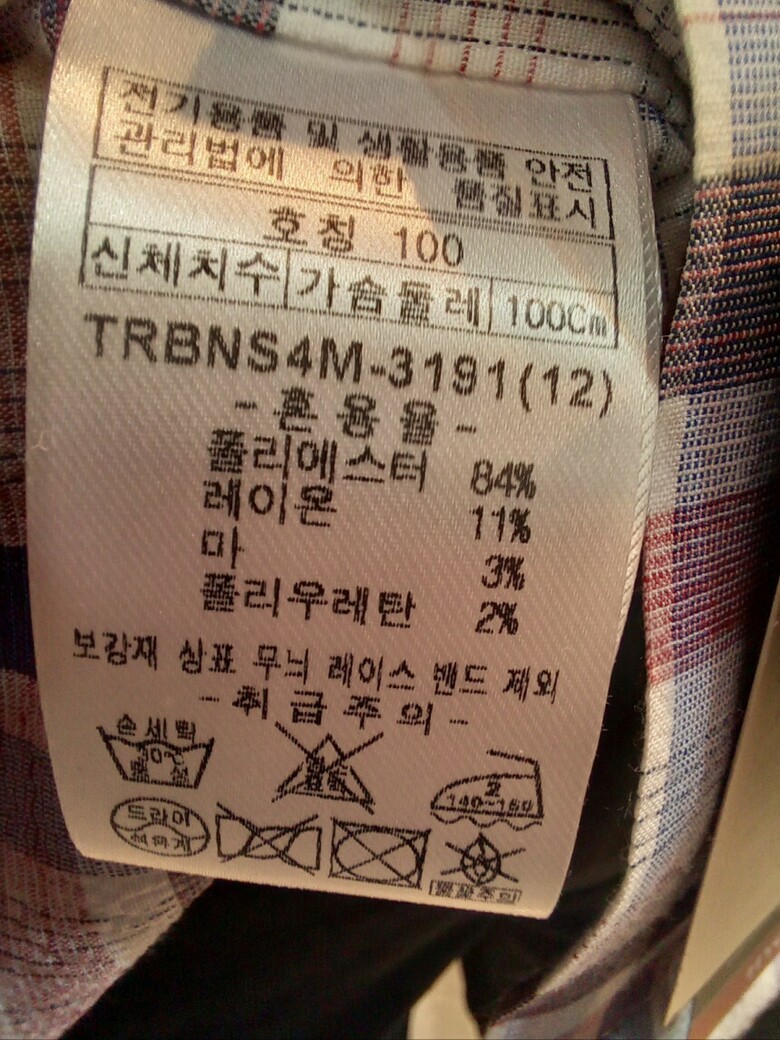 전기용품 및 생활용품 안전
관리법에 의한 품질표시
호칭 100
신체치수 가슴둘레 100Cm
TRBNS4M-3191(12)
- 혼용율 -
폴리에스터 84%
레이온 11%
마 3%
폴리우레탄 2%
보강재 상표 무늬 레이스 밴드 제외
- 취급주의 -
손세탁
드라이
140~160